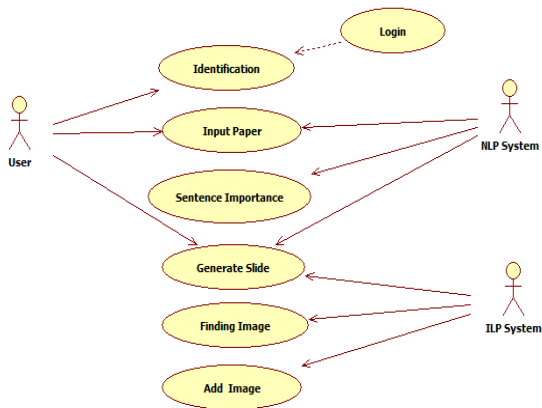 Login
Identification
Input Paper
User
NLP System
Sentence Importance
Generate Slide
Finding Image
ILP System
Add Image